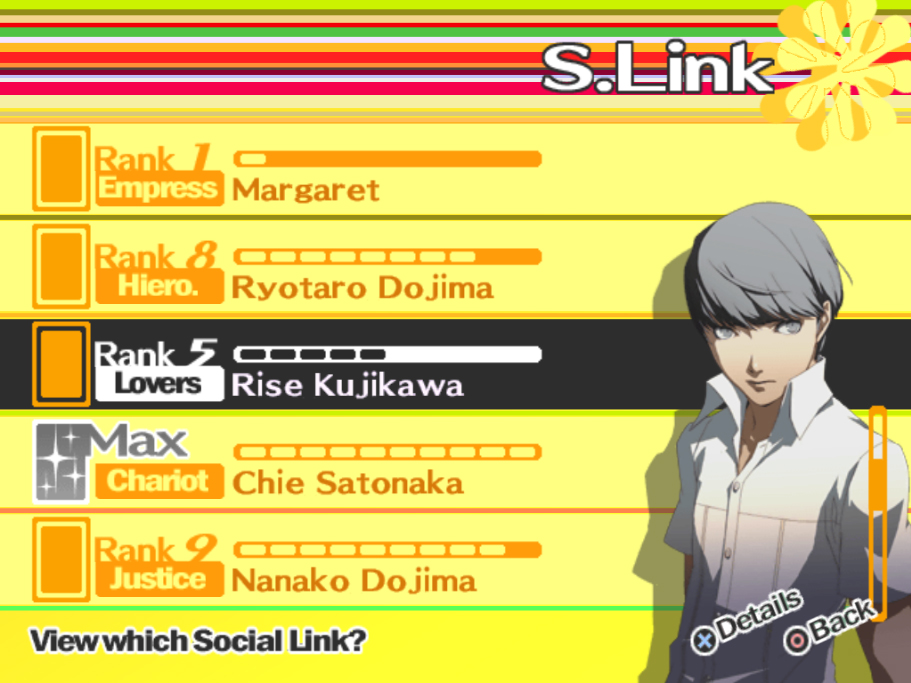 S.Link
Rank 1
Empress Margaret
Rank 8
Hiero. Ryotaro Dojima
Rank 5
Lovers Rise Kujikawa
Max
Chariot Chie Satonaka
Rank 9
Justice Nanako Dojima
View which Social Link?
Details
Back